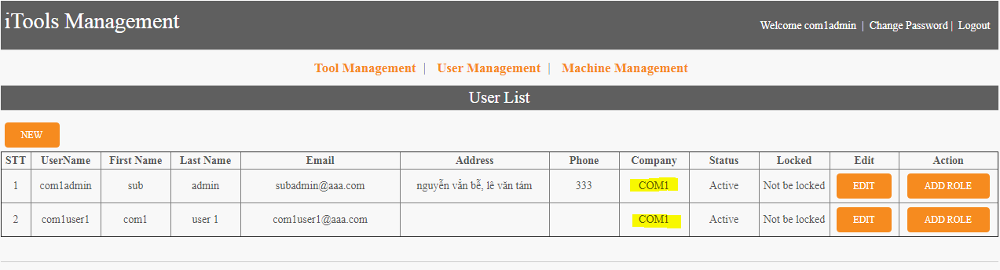 iTools Management
Welcome com1admin | Change Password | Logout
Tool Management | User Management | Machine Management
User List
NEW
STT UserName First Name Last Name Email Address Phone Company Status Locked Edit Action
1 com1admin sub admin subadmin@aaa.com nguyễn vẳn bễ, lê văn tám 333 COM1 Active Not be locked EDIT ADD ROLE
2 com1user1 com1 user 1 com1user1@aaa.com COM1 Active Not be locked EDIT ADD ROLE